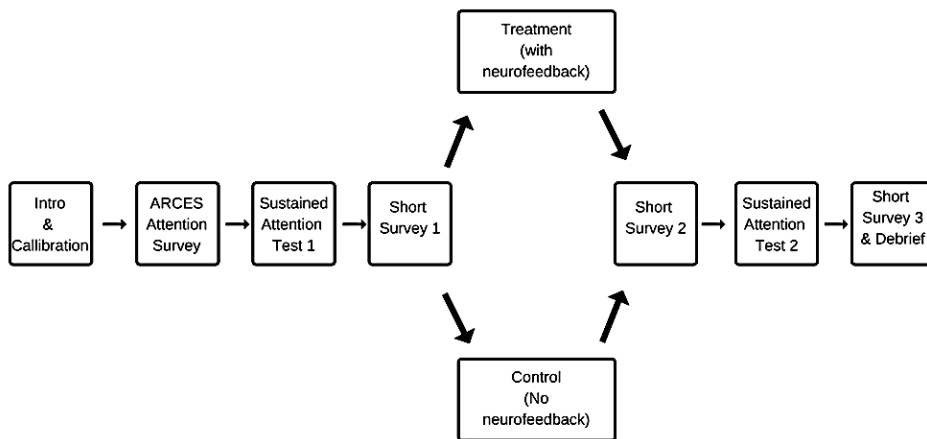 Treatment
(with
neurofeedback)
Intro
&
Callibration
ARCES
Attention
Survey
Sustained
Attention
Test 1
Short
Survey 1
Short
Survey 2
Sustained
Attention
Test 2
Short
Survey 3
& Debrief
Control
(No
neurofeedback)